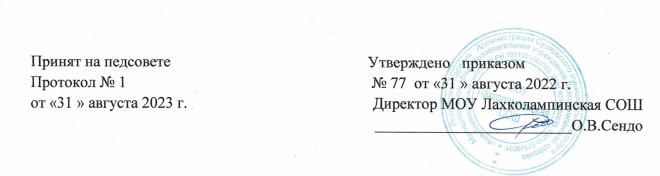 Принят на педсовете
Протокол № 1
от «31 » августа 2023 г.
Утверждено приказом
№ 77 от «31 » августа 2022 г.
Директор МОУ Лахколампинская СОШ
О.В.Сендо